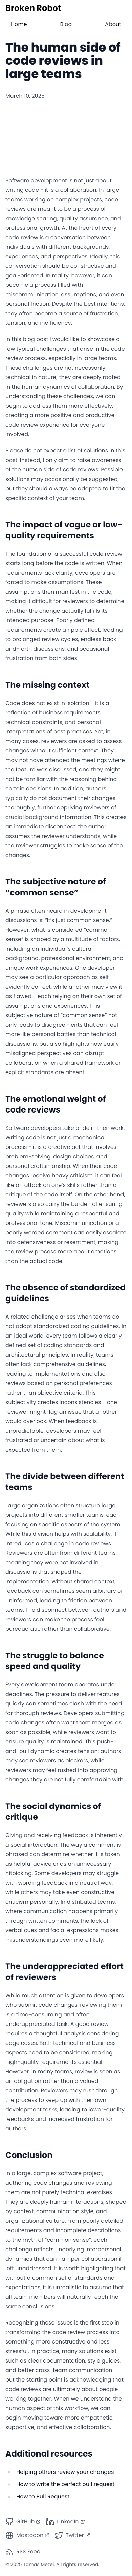 Broken Robot
Home Blog About
The human side of
code reviews in
large teams
March 10, 2025
Software development is not just about
writing code - it is a collaboration. In large
teams working on complex projects, code
reviews are more than just a technical
checkpoint; they are a process of
knowledge sharing, quality assurance, and
professional growth. At the heart of every
code review is a conversation between
individuals with different backgrounds,
experiences, and perspectives. Ideally, this
conversation should be constructive and
goal-oriented. In reality, however, it can
become a process filled with
miscommunication, assumptions, and even
personal friction. Despite the best intentions,
they often become a source of frustration,
tension, and inefficiency.
In this blog post I would like to showcase a
few typical challenges that arise in the code
review process, especially in large teams.
These challenges are not necessarily
technical in nature; they are deeply rooted
in the human dynamics of collaboration. By
understanding these challenges, we can
begin to address them more effectively,
creating a more positive and productive
code review experience for everyone
involved.
Please do not expect a list of solutions in this
post. Instead, I only aim to raise awareness
of the human side of code reviews. Possible
solutions may occasionally be suggested,
but they should always be adapted to fit the
specific context of your team.
The impact of vague or low-
quality requirements
The foundation of a successful code review
starts long before the code is written. When
requirements lack clarity, developers are
forced to make assumptions. These
assumptions then manifest in the code,
making it difficult for reviewers to determine
whether the change actually fulfills its
intended purpose. Poorly defined
requirements create a ripple effect, leading
to prolonged review cycles, endless back-
and-forth discussions, and occasional
frustration from both sides.
The missing context
Code does not exist in isolation - it is a
reflection of business requirements,
technical constraints, and personal
interpretations of best practices. Yet, in
many cases, reviewers are asked to assess
changes without sufficient context. They
may not have attended the meetings where
the feature was discussed, and they might
not be familiar with the reasoning behind
certain decisions. In addition, authors
typically do not document their changes
thoroughly, further depriving reviewers of
crucial background information. This creates
an immediate disconnect: the author
assumes the reviewer understands, while
the reviewer struggles to make sense of the
changes.
The subjective nature of
“common sense”
A phrase often heard in development
discussions is: “It’s just common sense.”
However, what is considered “common
sense” is shaped by a multitude of factors,
including an individual’s cultural
background, professional experience, and
unique work experiences. One developer
may see a particular approach as self-
evidently correct, while another may view it
as flawed - each relying on their own set of
assumptions and experiences. This
subjective nature of “common sense” not
only leads to disagreements that can feel
more like personal battles than technical
discussions, but also highlights how easily
misaligned perspectives can disrupt
collaboration when a shared framework or
explicit standards are absent.
The emotional weight of
code reviews
Software developers take pride in their work.
Writing code is not just a mechanical
process - it is a creative act that involves
problem-solving, design choices, and
personal craftsmanship. When their code
changes receive heavy criticism, it can feel
like an attack on one’s skills rather than a
critique of the code itself. On the other hand,
reviewers also carry the burden of ensuring
quality while maintaining a respectful and
professional tone. Miscommunication or a
poorly worded comment can easily escalate
into defensiveness or resentment, making
the review process more about emotions
than the actual code.
The absence of standardized
guidelines
A related challenge arises when teams do
not adopt standardized coding guidelines. In
an ideal world, every team follows a clearly
defined set of coding standards and
architectural principles. In reality, teams
often lack comprehensive guidelines,
leading to implementations and also
reviews based on personal preferences
rather than objective criteria. This
subjectivity creates inconsistencies - one
reviewer might flag an issue that another
would overlook. When feedback is
unpredictable, developers may feel
frustrated or uncertain about what is
expected from them.
The divide between different
teams
Large organizations often structure large
projects into different smaller teams, each
focusing on specific aspects of the system.
While this division helps with scalability, it
introduces a challenge in code reviews.
Reviewers are often from different teams,
meaning they were not involved in
discussions that shaped the
implementation. Without shared context,
feedback can sometimes seem arbitrary or
uninformed, leading to friction between
teams. The disconnect between authors and
reviewers can make the process feel
bureaucratic rather than collaborative.
The struggle to balance
speed and quality
Every development team operates under
deadlines. The pressure to deliver features
quickly can sometimes clash with the need
for thorough reviews. Developers submitting
code changes often want them merged as
soon as possible, while reviewers want to
ensure quality is maintained. This push-
and-pull dynamic creates tension: authors
may see reviewers as blockers, while
reviewers may feel rushed into approving
changes they are not fully comfortable with.
The social dynamics of
critique
Giving and receiving feedback is inherently
a social interaction. The way a comment is
phrased can determine whether it is taken
as helpful advice or as an unnecessary
nitpicking. Some developers may struggle
with wording feedback in a neutral way,
while others may take even constructive
criticism personally. In distributed teams,
where communication happens primarily
through written comments, the lack of
verbal cues and facial expressions makes
misunderstandings even more likely.
The underappreciated effort
of reviewers
While much attention is given to developers
who submit code changes, reviewing them
is a time-consuming and often
underappreciated task. A good review
requires a thoughtful analysis considering
edge cases. Both technical and business
aspects need to be considered, making
high-quality requirements essential.
However, in many teams, review is seen as
an obligation rather than a valued
contribution. Reviewers may rush through
the process to keep up with their own
development tasks, leading to lower-quality
feedbacks and increased frustration for
authors.
Conclusion
In a large, complex software project,
authoring code changes and reviewing
them are not purely technical exercises.
They are deeply human interactions, shaped
by context, communication style, and
organizational culture. From poorly detailed
requirements and incomplete descriptions
to the myth of “common sense”, each
challenge reflects underlying interpersonal
dynamics that can hamper collaboration if
left unaddressed. It is worth highlighting that
without a common set of standards and
expectations, it is unrealistic to assume that
all team members will naturally reach the
same conclusions.
Recognizing these issues is the first step in
transforming the code review process into
something more constructive and less
stressful. In practice, many solutions exist -
such as clear documentation, style guides,
and better cross-team communication -
but the starting point is acknowledging that
code reviews are ultimately about people
working together. When we understand the
human aspect of this workflow, we can
begin moving toward more empathetic,
supportive, and effective collaboration.
Additional resources
Helping others review your changes
How to write the perfect pull request
How to Pull Request.
GitHub LinkedIn
Mastodon Twitter
RSS Feed
© 2025 Tamas Mezei. All rights reserved.